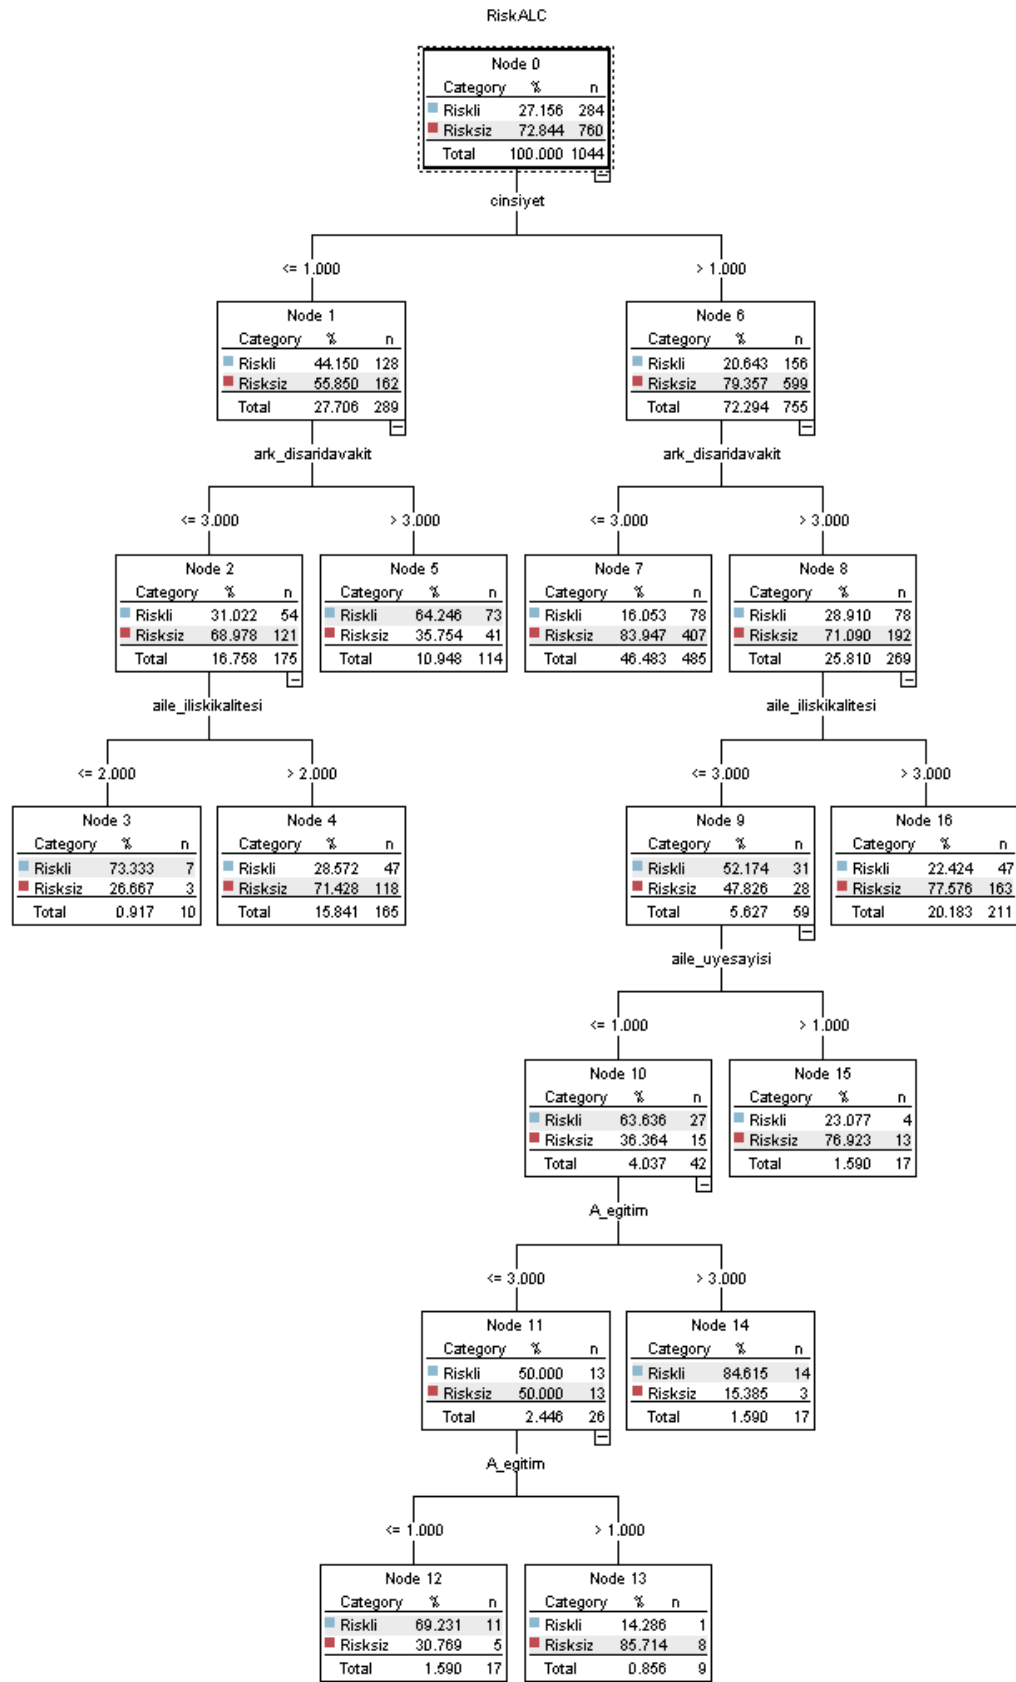 RiskALC
Node 0
Category % n
Riskli 27.156 284
Risksiz 72.844 760
Total 100.000 1044
cinsiyet
<= 1.000
> 1.000
Node 1
Category % n
Riskli 44.150 128
Risksiz 55.850 162
Total 27.706 289
Node 6
Category % n
Riskli 20.643 156
Risksiz 79.357 599
Total 72.294 755
ark_disaridavakit
ark_disaridavakit
<= 3.000
> 3.000
<= 3.000
> 3.000
Node 2
Category % n
Riskli 31.022 54
Risksiz 68.978 121
Total 16.758 175
Node 5
Category % n
Riskli 64.246 73
Risksiz 35.754 41
Total 10.948 114
Node 7
Category % n
Riskli 16.053 78
Risksiz 83.947 407
Total 46.483 485
Node 8
Category % n
Riskli 28.910 78
Risksiz 71.090 192
Total 25.810 269
aile_iliskikalitesi
aile_iliskikalitesi
<= 2.000
> 2.000
<= 3.000
> 3.000
Node 3
Category % n
Riskli 73.333 7
Risksiz 26.667 3
Total 0.917 10
Node 4
Category % n
Riskli 28.572 47
Risksiz 71.428 118
Total 15.841 165
Node 9
Category % n
Riskli 52.174 31
Risksiz 47.826 28
Total 5.627 59
Node 16
Category % n
Riskli 22.424 47
Risksiz 77.576 163
Total 20.183 211
aile_uyesayisi
<= 1.000
> 1.000
Node 10
Category % n
Riskli 63.636 27
Risksiz 36.364 15
Total 4.037 42
Node 15
Category % n
Riskli 23.077 4
Risksiz 76.923 13
Total 1.590 17
A_egitim
<= 3.000
> 3.000
Node 11
Category % n
Riskli 50.000 13
Risksiz 50.000 13
Total 2.446 26
Node 14
Category % n
Riskli 84.615 14
Risksiz 15.385 3
Total 1.590 17
A_egitim
<= 1.000
> 1.000
Node 12
Category % n
Riskli 69.231 11
Risksiz 30.769 5
Total 1.590 17
Node 13
Category % n
Riskli 14.286 1
Risksiz 85.714 8
Total 0.856 9